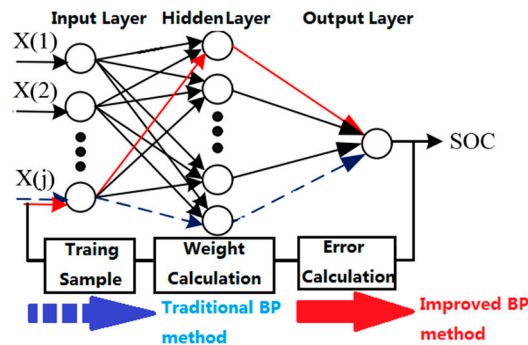 Input Layer Hidden Layer Output Layer
X(1)
X(2)
X(j)
SOC
Traing
Sample
Weight
Calculation
Error
Calculation
Traditional BP
method
Improved BP
method